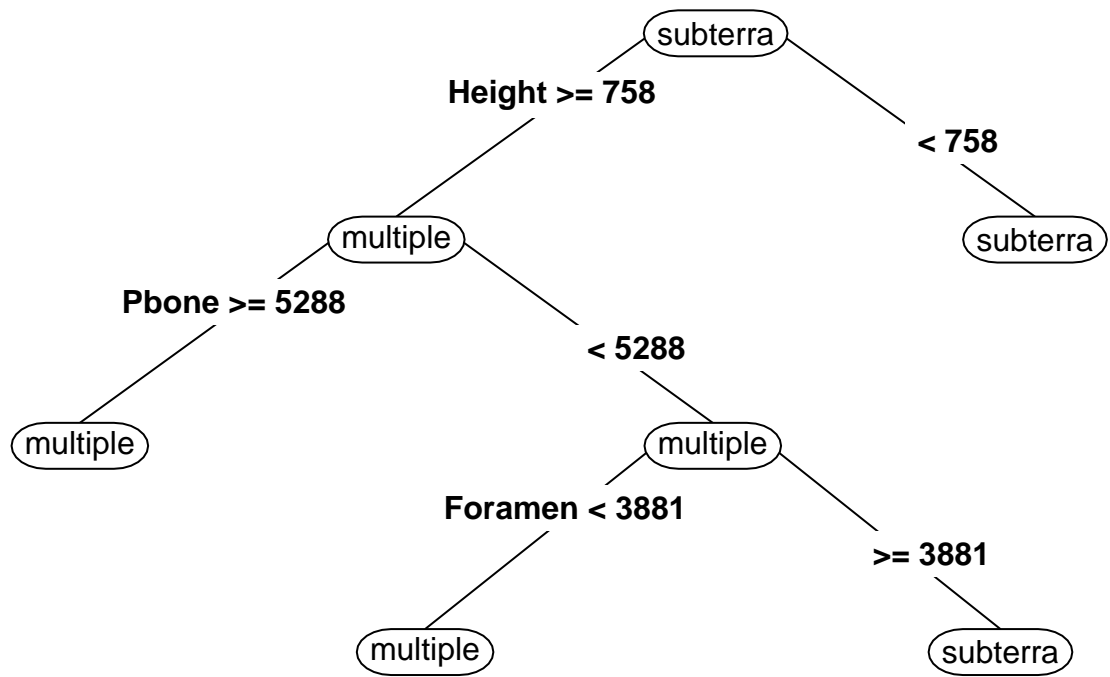 subterra
Height >= 758
< 758
multiple
subterra
Pbone >= 5288
< 5288
multiple
multiple
Foramen < 3881
>= 3881
multiple
subterra